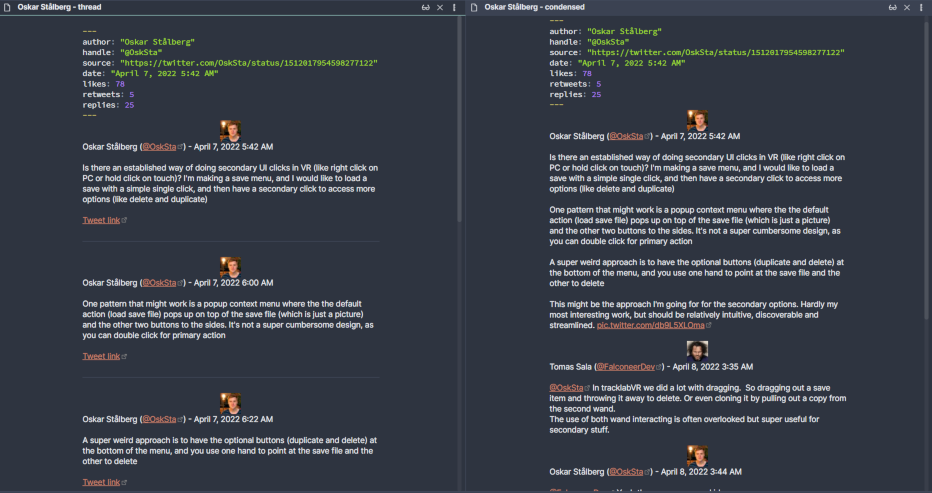 Oskar Stålberg - thread
---
author: "Oskar Stålberg"
handle: "@OskSta"
source: "https://twitter.com/OskSta/status/1512017954598277122"
date: "April 7, 2022 5:42 AM"
likes: 78
retweets: 5
replies: 25
---
Oskar Stålberg (@OskSta) - April 7, 2022 5:42 AM
Is there an established way of doing secondary UI clicks in VR (like right click on
PC or hold click on touch)? I'm making a save menu, and I would like to load a
save with a simple single click, and then have a secondary click to access more
options (like delete and duplicate)
Tweet link
Oskar Stålberg (@OskSta) - April 7, 2022 6:00 AM
One pattern that might work is a popup context menu where the the default
action (load save file) pops up on top of the save file (which is just a picture)
and the other two buttons to the sides. It's not a super cumbersome design, as
you can double click for primary action
Tweet link
Oskar Stålberg (@OskSta) - April 7, 2022 6:22 AM
A super weird approach is to have the optional buttons (duplicate and delete) at
the bottom of the menu, and you use one hand to point at the save file and the
other to delete
Tweet link
Oskar Stålberg - condensed
---
author: "Oskar Stålberg"
handle: "@OskSta"
source: "https://twitter.com/OskSta/status/1512017954598277122"
date: "April 7, 2022 5:42 AM"
likes: 78
retweets: 5
replies: 25
---
Oskar Stålberg (@OskSta) - April 7, 2022 5:42 AM
Is there an established way of doing secondary UI clicks in VR (like right click on
PC or hold click on touch)? I'm making a save menu, and I would like to load a
save with a simple single click, and then have a secondary click to access more
options (like delete and duplicate)
One pattern that might work is a popup context menu where the the default
action (load save file) pops up on top of the save file (which is just a picture)
and the other two buttons to the sides. It's not a super cumbersome design, as
you can double click for primary action
A super weird approach is to have the optional buttons (duplicate and delete) at
the bottom of the menu, and you use one hand to point at the save file and the
other to delete
This might be the approach I'm going for for the secondary options. Hardly my
most interesting work, but should be relatively intuitive, discoverable and
streamlined. pic.twitter.com/db9L5XLOma
Tomas Sala (@FalconeerDev) - April 8, 2022 3:35 AM
@OskSta In tracklabVR we did a lot with dragging. So dragging out a save
item and throwing it away to delete. Or even cloning it by pulling out a copy from
the second wand.
The use of both wand interacting is often overlooked but super useful for
secondary stuff.
Oskar Stålberg (@OskSta) - April 8, 2022 3:44 AM